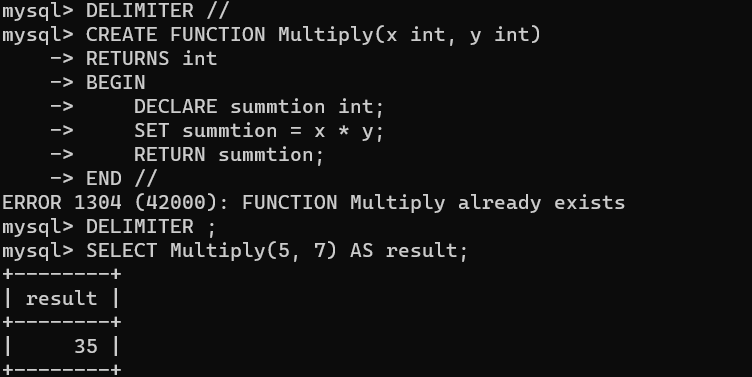 mysql> DELIMITER //
mysql> CREATE FUNCTION Multiply(x int, y int)
    -> RETURNS int
    -> BEGIN
    ->     DECLARE summtion int;
    ->     SET summtion = x * y;
    ->     RETURN summtion;
    -> END //
ERROR 1304 (42000): FUNCTION Multiply already exists
mysql> DELIMITER ;
mysql> SELECT Multiply(5, 7) AS result;
+--------+
| result |
+--------+
|     35 |
+--------+